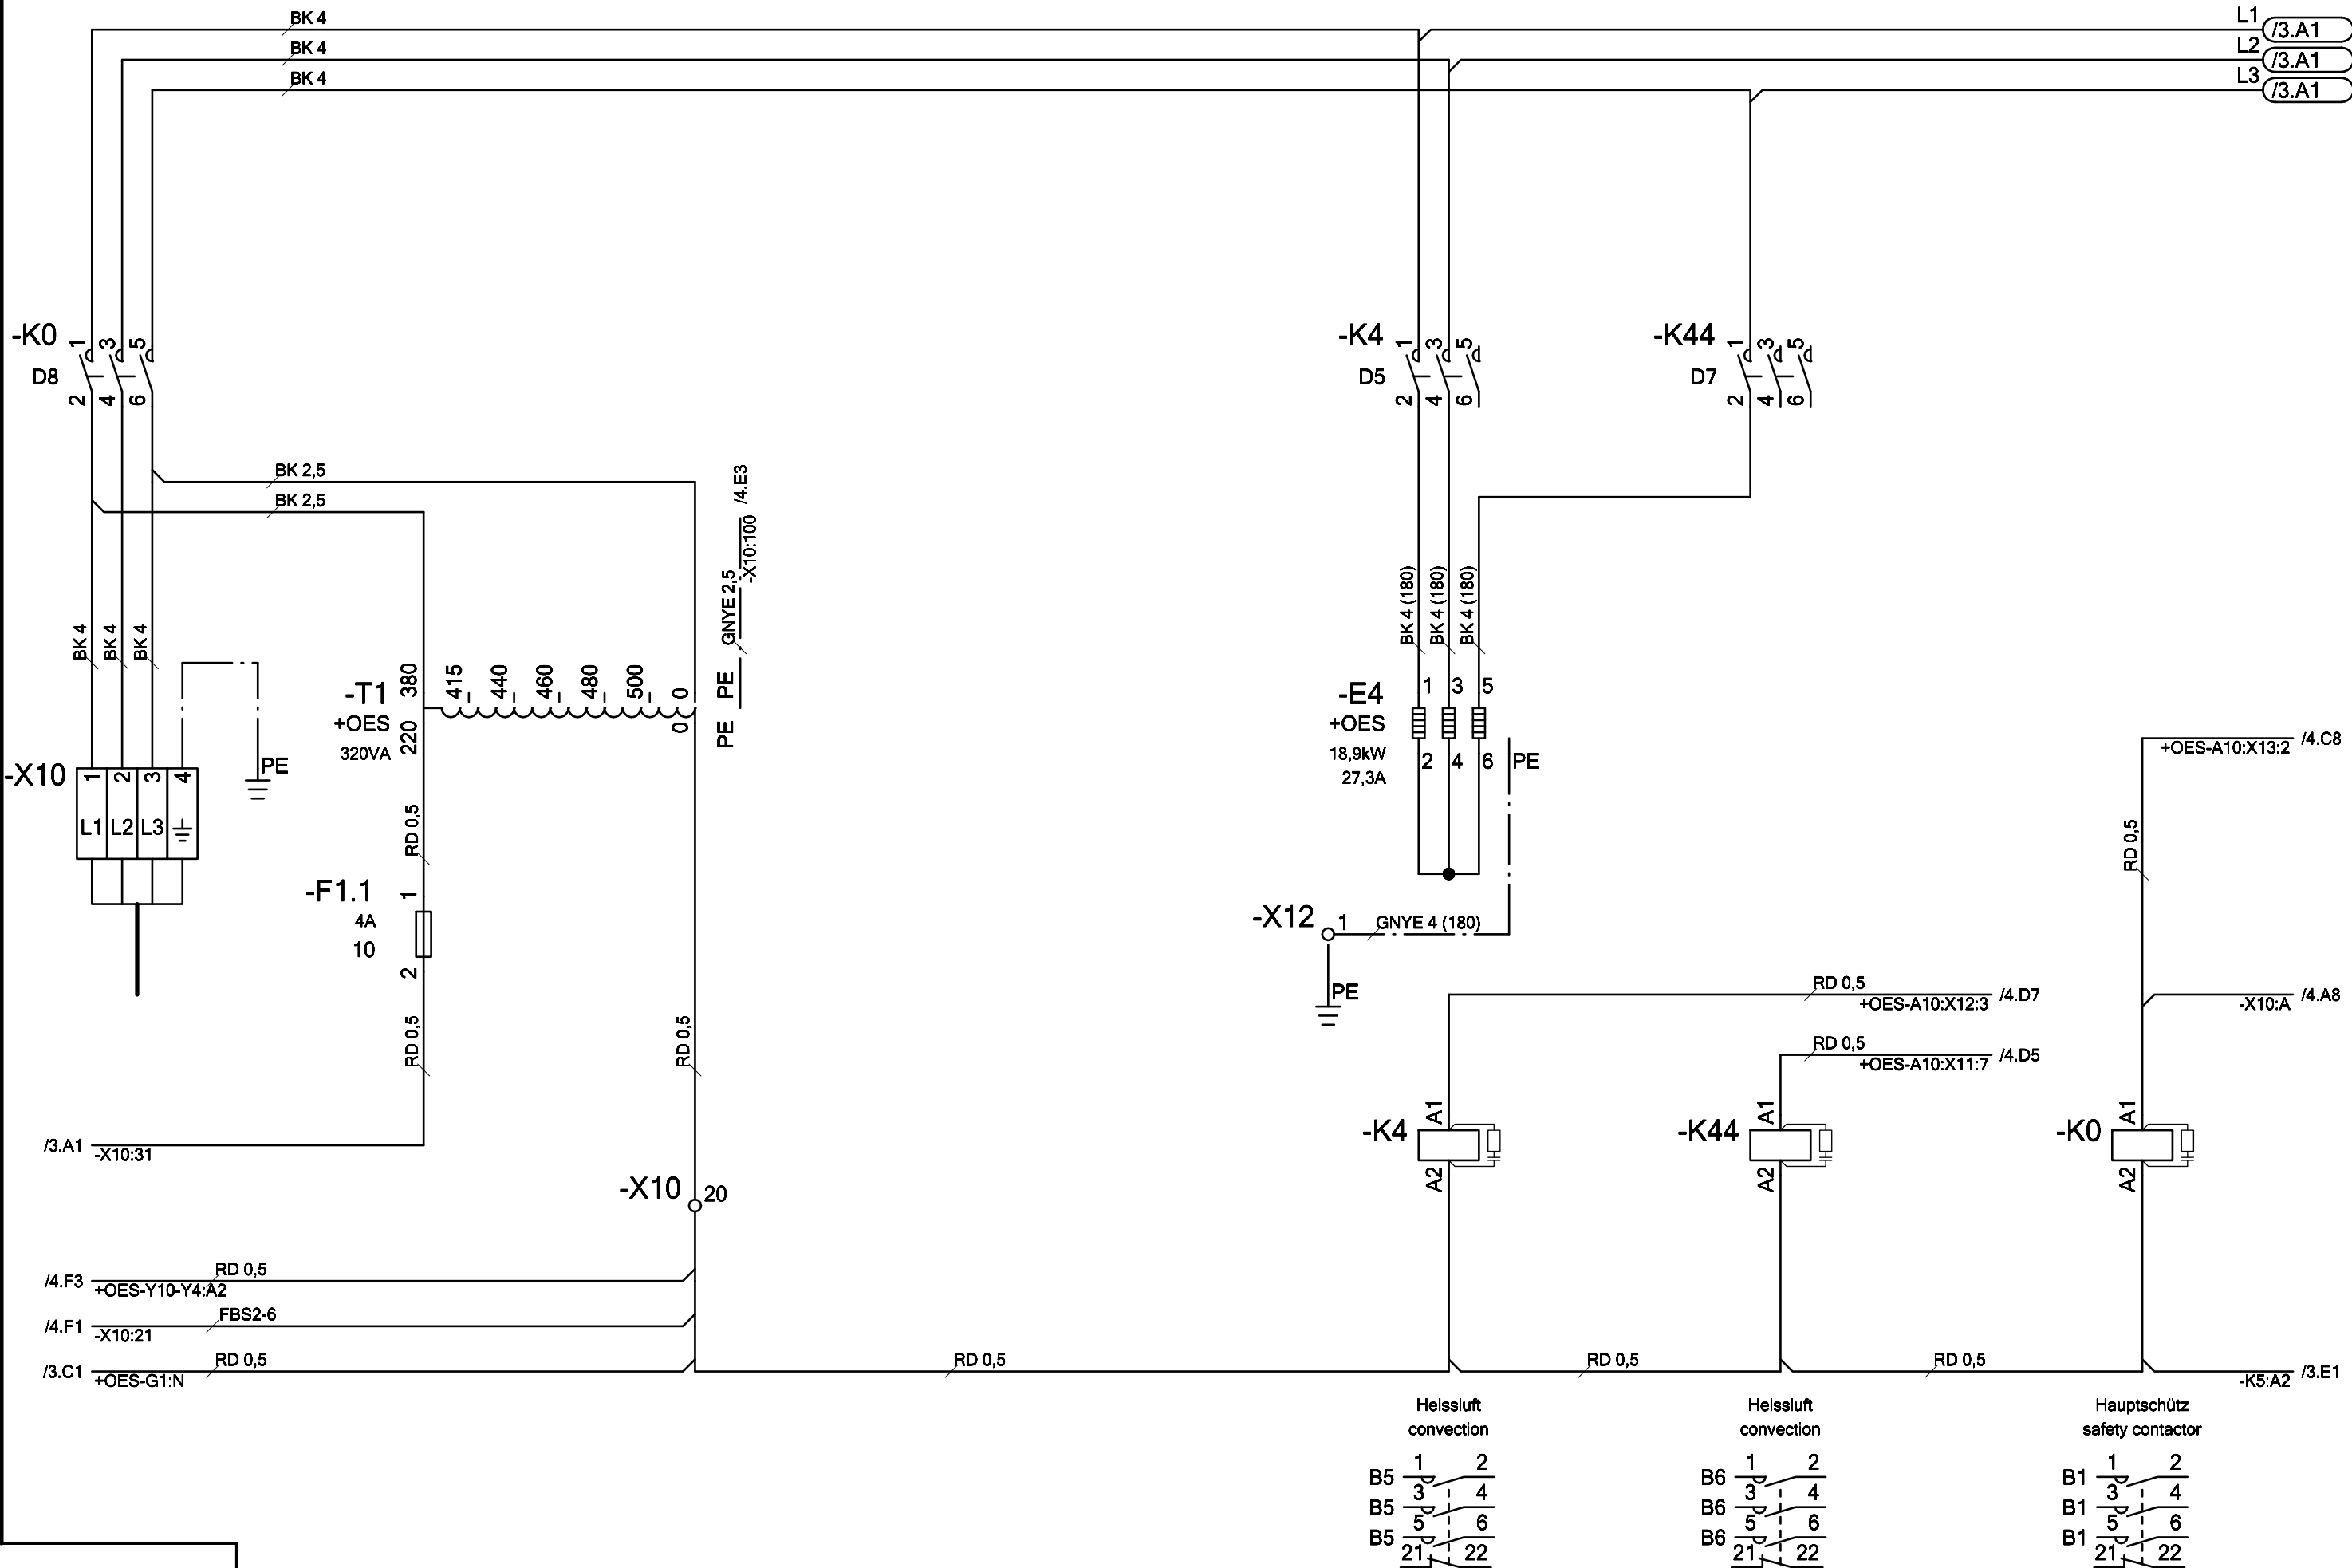 BK 4
BK 4
BK 4
L1 /3.A1
L2 /3.A1
L3 /3.A1
-K0
D8
1 3 5
2 4 6
-K4
D5
1 3 5
2 4 6
-K44
D7
1 3 5
2 4 6
BK 2,5
BK 2,5
/4.E3
-X10:100
GNYE 2,5
PE
PE
BK 4
BK 4
BK 4
BK 4 (180)
BK 4 (180)
BK 4 (180)
-T1
+OES
320VA
380 415 440 460 480 500 0
220 0
-X10
1 2 3 4
L1 L2 L3
PE
RD 0,5
-F1.1
4A
10
1
2
RD 0,5
RD 0,5
-E4
+OES
18,9kW
27,3A
1 3 5
2 4 6 PE
-X12
1
GNYE 4 (180)
PE
+OES-A10:X13:2 /4.C8
RD 0,5
RD 0,5
+OES-A10:X12:3 /4.D7
-X10:A /4.A8
RD 0,5
+OES-A10:X11:7 /4.D5
-K4
A1
A2
-K44
A1
A2
-K0
A1
A2
/3.A1
-X10:31
-X10
20
/4.F3
RD 0,5
+OES-Y10-Y4:A2
/4.F1
FBS2-6
-X10:21
/3.C1
RD 0,5
+OES-G1:N
RD 0,5
RD 0,5
RD 0,5
-K5:A2 /3.E1
Heissluft
convection
Heissluft
convection
Hauptschütz
safety contactor
B5 1 2
B5 3 4
B5 5 6
21 22
B6 1 2
B6 3 4
B6 5 6
21 22
B1 1 2
B1 3 4
B1 5 6
21 22